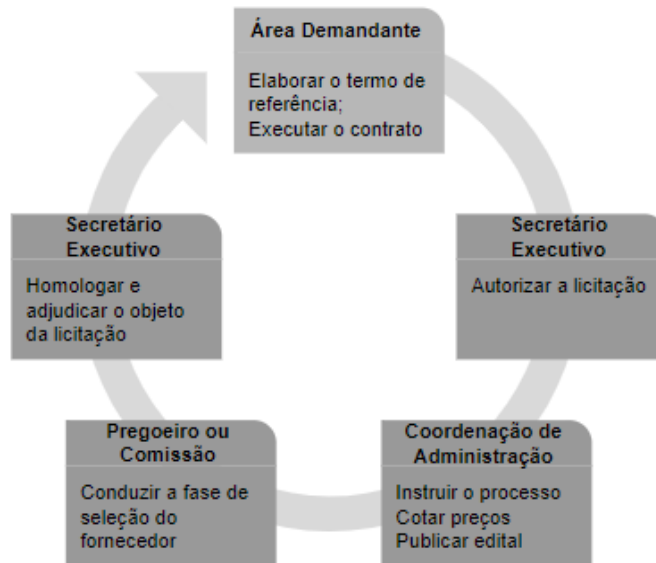 Área Demandante
Elaborar o termo de
referência;
Executar o contrato
Secretário
Executivo
Autorizar a licitação
Coordenação de
Administração
Instruir o processo
Cotar preços
Publicar edital
Pregoeiro ou
Comissão
Conduzir a fase de
seleção do
fornecedor
Secretário
Executivo
Homologar e
adjudicar o objeto
da licitação